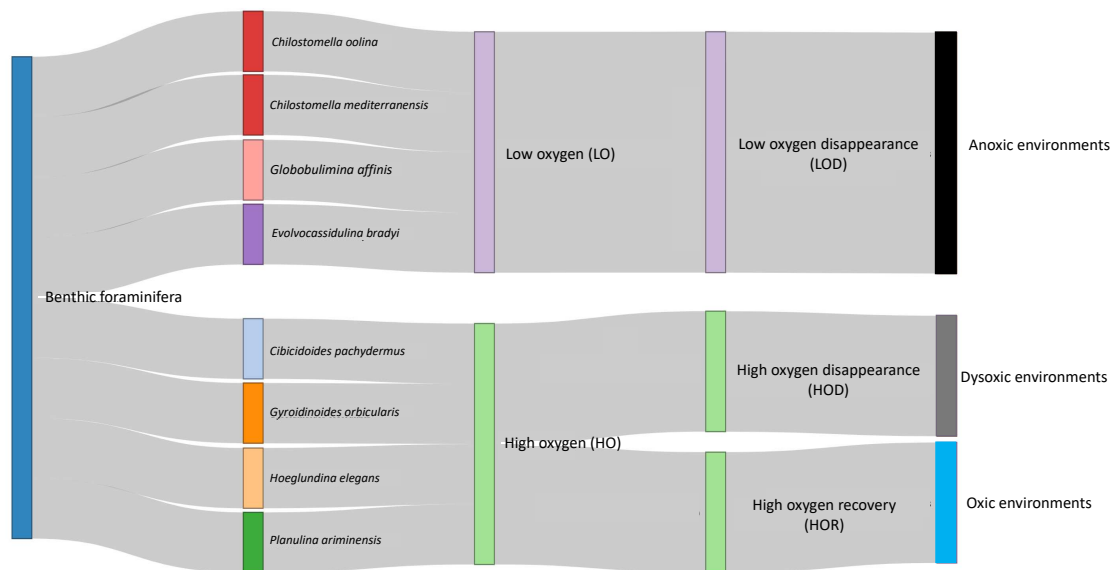 Benthic foraminifera
Chilostomella oolina
Chilostomella mediterranensis
Globobulimina affinis
Evolvocassidulina bradyi
Cibicidoides pachydermus
Gyroidinoides orbicularis
Hoeglundina elegans
Planulina ariminensis
Low oxygen (LO)
High oxygen (HO)
Low oxygen disappearance
(LOD)
High oxygen disappearance
(HOD)
High oxygen recovery
(HOR)
Anoxic environments
Dysoxic environments
Oxic environments